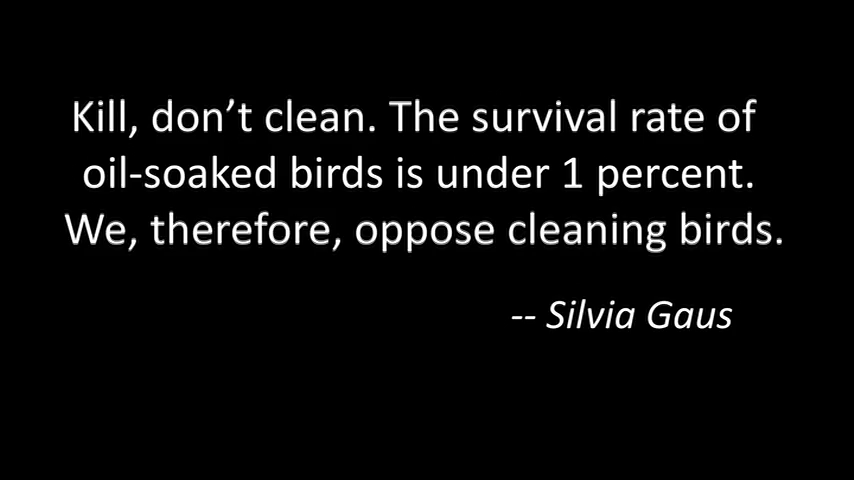 Kill, don’t clean. The survival rate of
oil-soaked birds is under 1 percent.
We, therefore, oppose cleaning birds.
-- Silvia Gaus